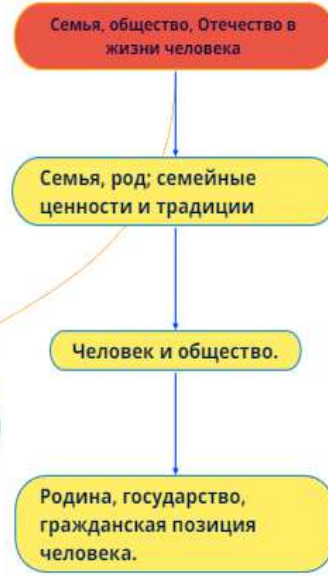 Семья, общество, Отечество в
жизни человека
Семья, род; семейные
ценности и традиции
Человек и общество.
Родина, государство,
гражданская позиция
человека.